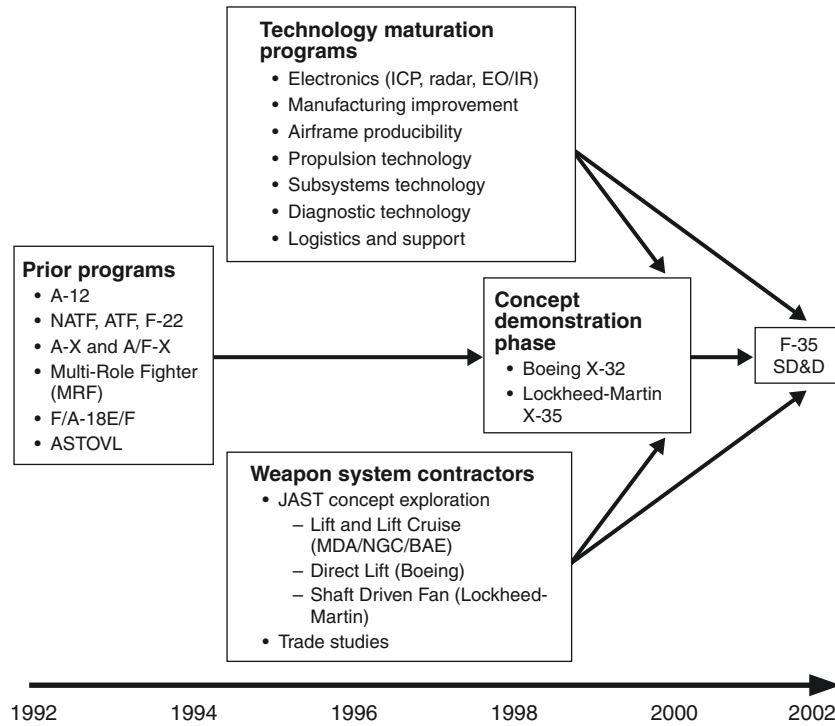 Technology maturation
programs
• Electronics (ICP, radar, EO/IR)
• Manufacturing improvement
• Airframe producibility
• Propulsion technology
• Subsystems technology
• Diagnostic technology
• Logistics and support
Prior programs
• A-12
• NATF, ATF, F-22
• A-X and A/F-X
• Multi-Role Fighter
(MRF)
• F/A-18E/F
• ASTOVL
Concept
demonstration
phase
• Boeing X-32
• Lockheed-Martin
X-35
F-35
SD&D
Weapon system contractors
• JAST concept exploration
– Lift and Lift Cruise
(MDA/NGC/BAE)
– Direct Lift (Boeing)
– Shaft Driven Fan (Lockheed-
Martin)
• Trade studies
1992 1994 1996 1998 2000 2002